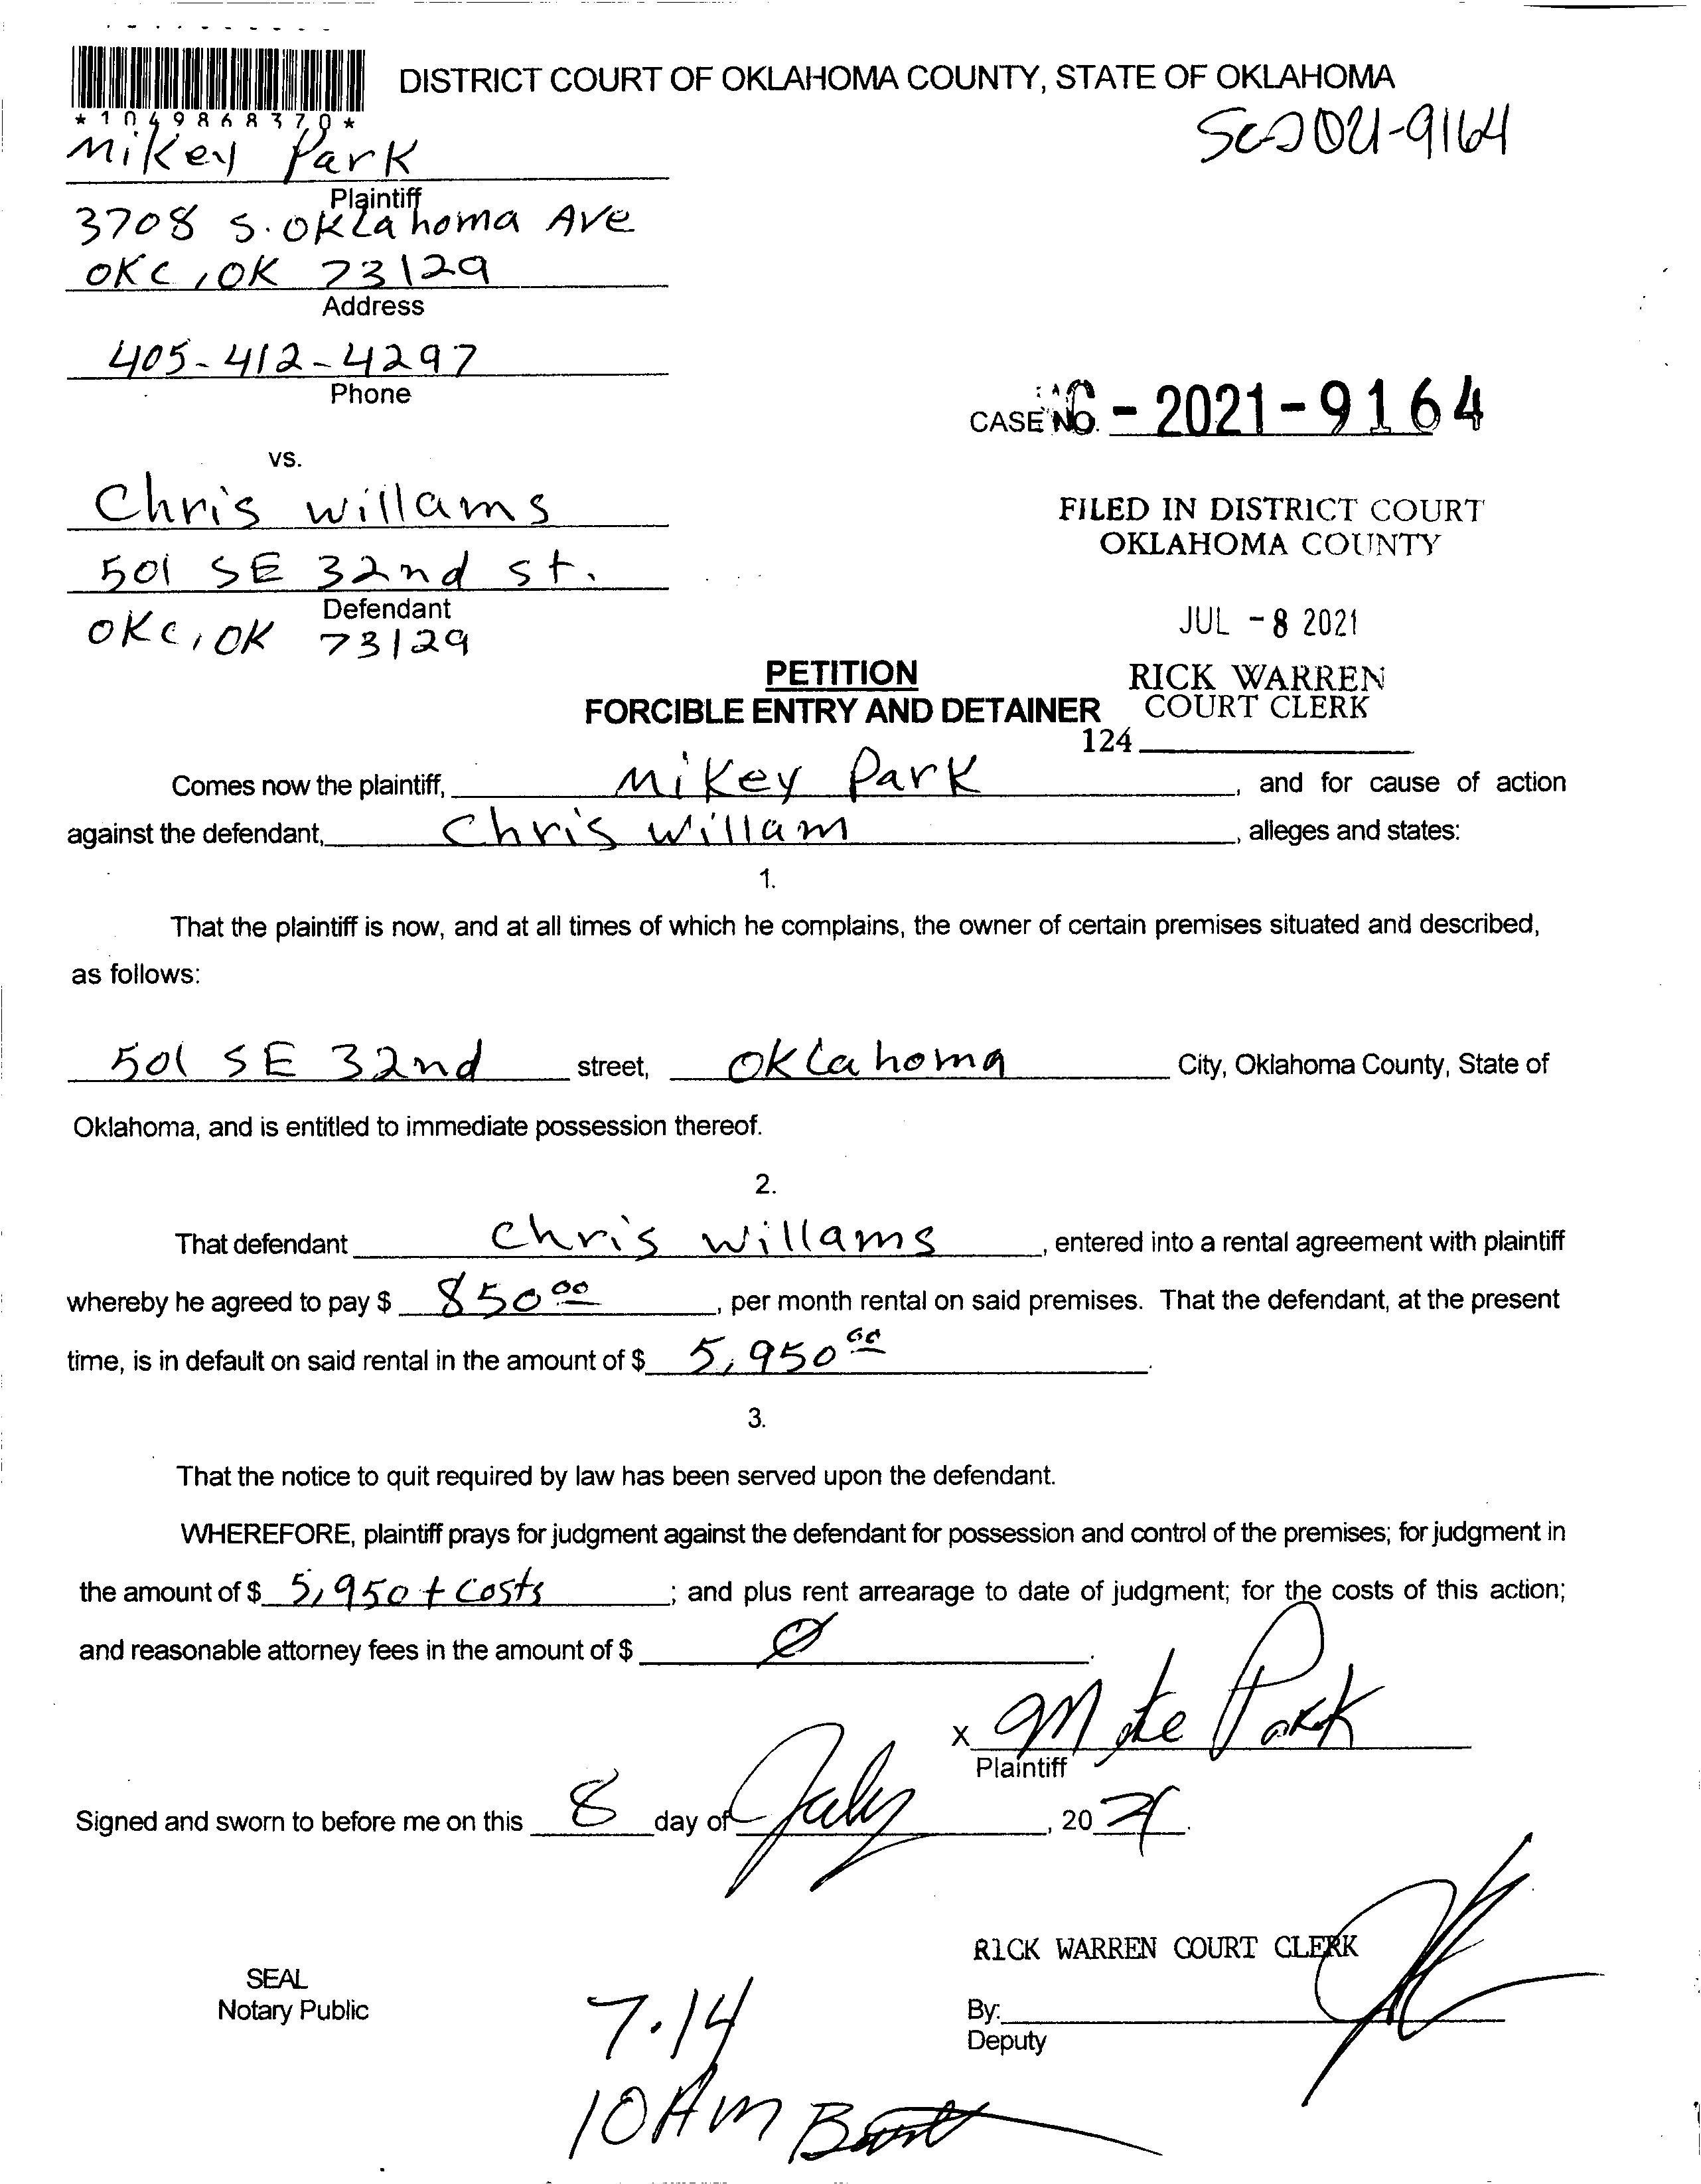 DISTRICT COURT OF OKLAHOMA COUNTY, STATE OF OKLAHOMA
*1049868370*
Mikey Park
Plaintiff
3708 S. Oklahoma Ave
OKC, OK 73129
Address
405-412-4297
Phone
CASE NO. - 2021-9164
vs.
Chris Willams
501 SE 32nd st.
Defendant
OKC, OK 73129
FILED IN DISTRICT COURT
OKLAHOMA COUNTY
JUL - 8 2021
RICK WARREN
COURT CLERK
124
PETITION
FORCIBLE ENTRY AND DETAINER
Comes now the plaintiff, Mikey Park, and for cause of action
against the defendant, Chris Willam, alleges and states:
1.
That the plaintiff is now, and at all times of which he complains, the owner of certain premises situated and described,
as follows:
501 SE 32nd street, Oklahoma City, Oklahoma County, State of
Oklahoma, and is entitled to immediate possession thereof.
2.
That defendant Chris Willams, entered into a rental agreement with plaintiff
whereby he agreed to pay $ 850.00, per month rental on said premises. That the defendant, at the present
time, is in default on said rental in the amount of $ 5,950.00.
3.
That the notice to quit required by law has been served upon the defendant.
WHEREFORE, plaintiff prays for judgment against the defendant for possession and control of the premises; for judgment in
the amount of $ 5,950 + Costs; and plus rent arrearage to date of judgment; for the costs of this action;
and reasonable attorney fees in the amount of $ Ø.
x Mike Park
Plaintiff
Signed and sworn to before me on this 8 day of July, 2021.
RICK WARREN COURT CLERK
SEAL
Notary Public
By:
Deputy
7.14
10 Am